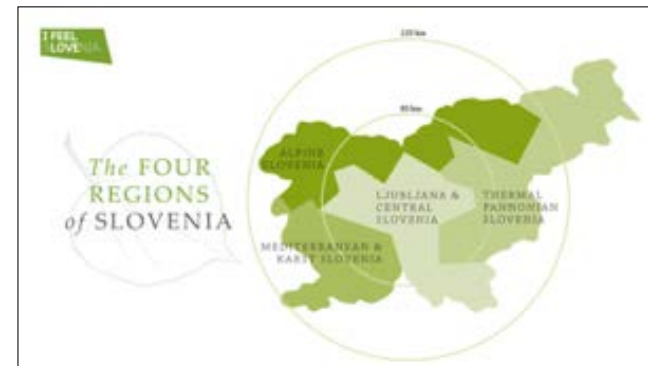 I FEEL
SLOVENIA
The FOUR
REGIONS
of SLOVENIA
ALPINE
SLOVENIA
LJUBLJANA &
CENTRAL
SLOVENIA
THERMAL
PANNONIAN
SLOVENIA
MEDITERRANEAN &
KARST SLOVENIA